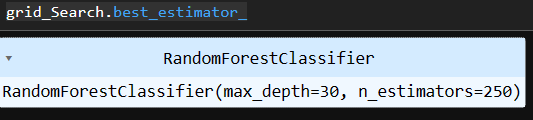 grid_Search.best_estimator_
RandomForestClassifier
RandomForestClassifier(max_depth=30, n_estimators=250)